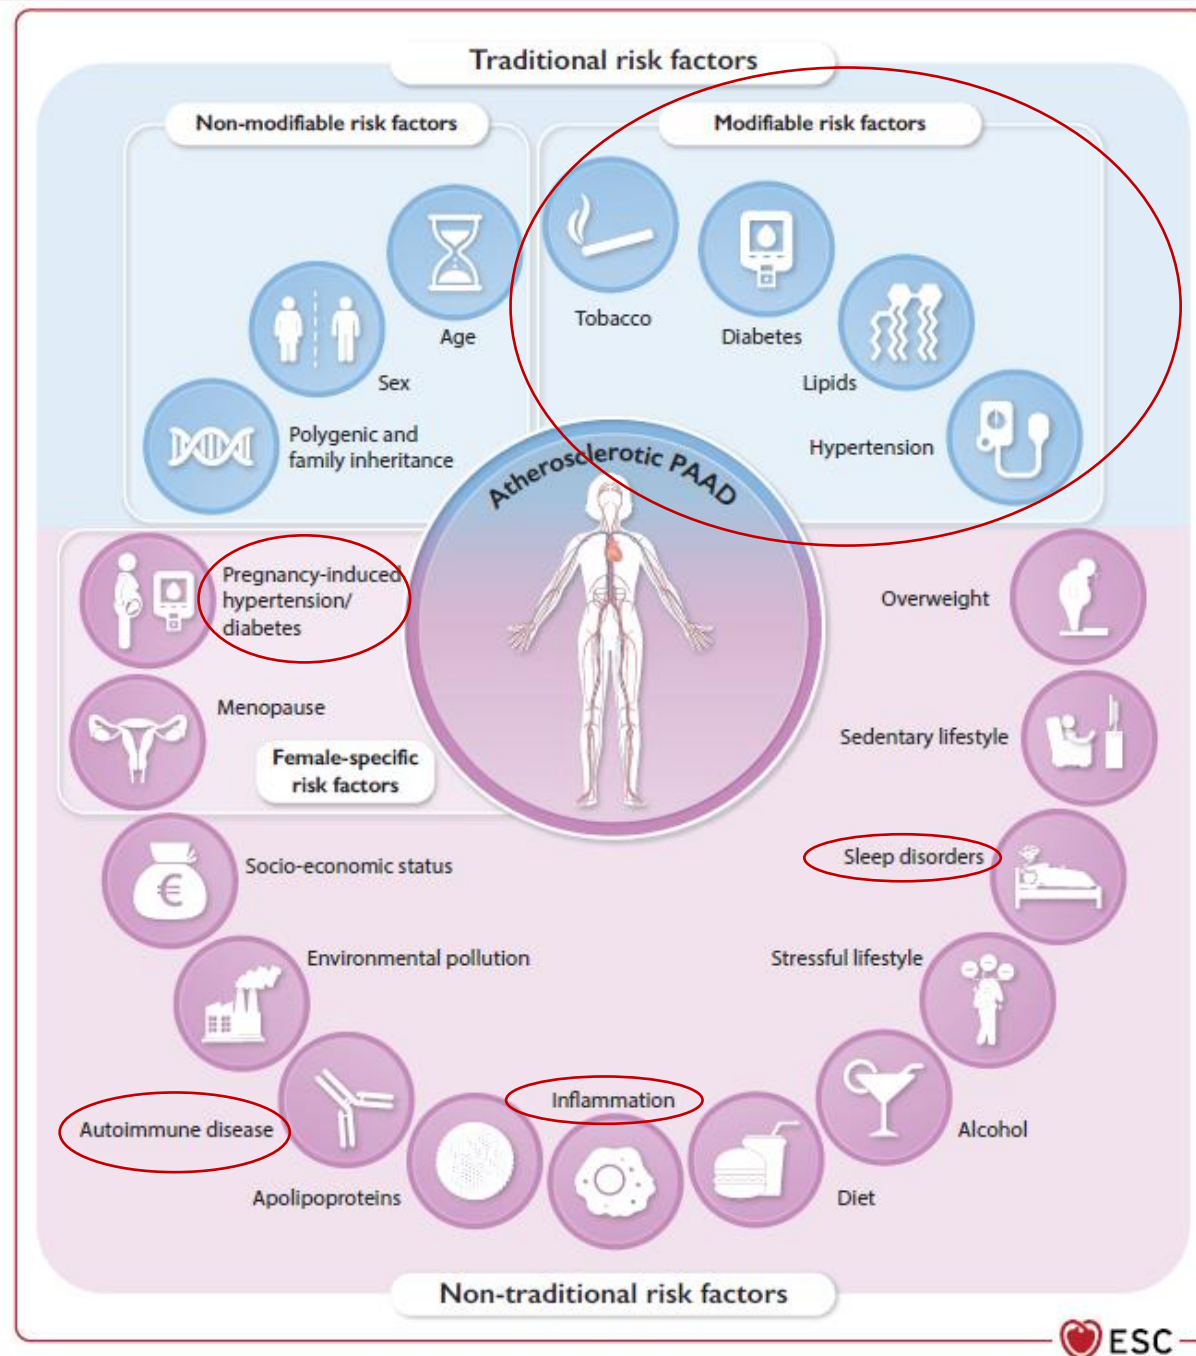 Traditional risk factors
Non-modifiable risk factors
Modifiable risk factors
Tobacco
Diabetes
Age
Lipids
Sex
Hypertension
Polygenic and
family inheritance
Atherosclerotic PAAD
Pregnancy-induced
hypertension/
diabetes
Menopause
Female-specific
risk factors
Overweight
Sedentary lifestyle
Socio-economic status
Sleep disorders
€
Environmental pollution
Stressful lifestyle
Autoimmune disease
Inflammation
Alcohol
Apolipoproteins
Diet
Non-traditional risk factors
ESC